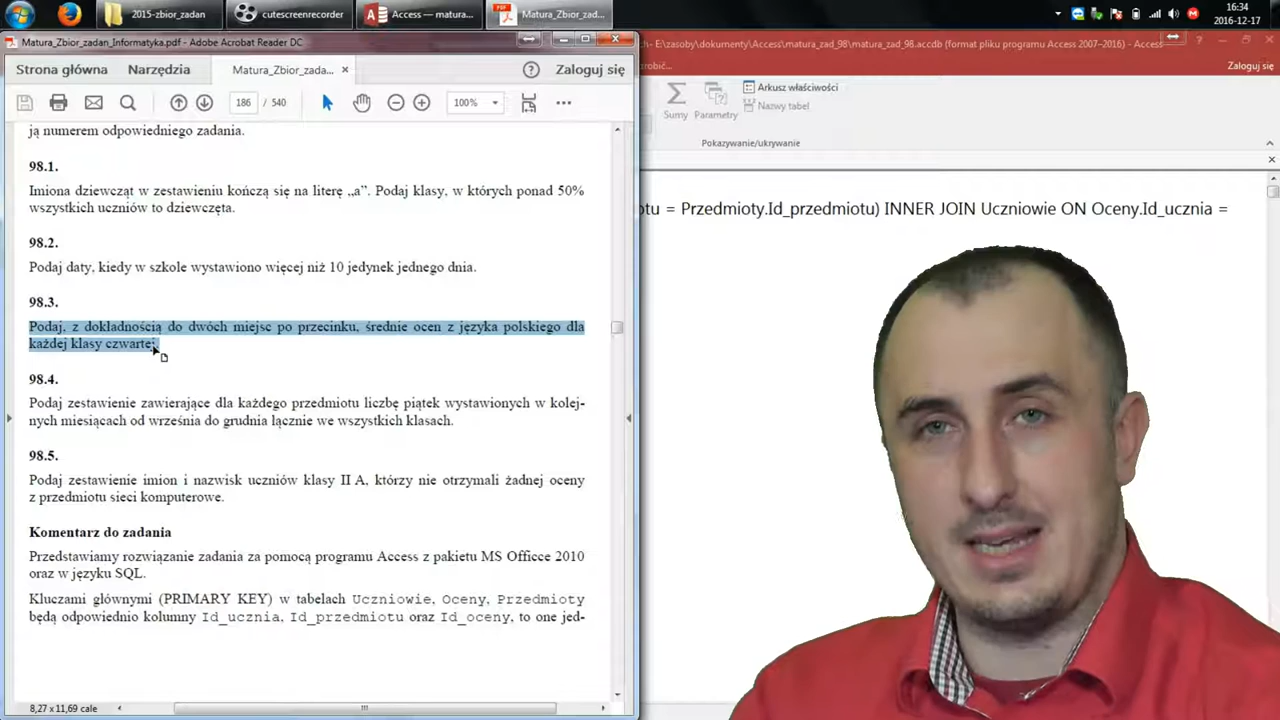 2015-zbior_zadan
cutescreenrecorder
Access — matura...
Matura_Zbior_zad...
16:34
2016-12-17
Matura_Zbior_zadan_Informatyka.pdf - Adobe Acrobat Reader DC
h- E:\zasoby\dokumenty\Access\matura_zad_98\matura_zad_98.accdb (format pliku programu Access 2007–2016) - Access
Strona główna
Narzędzia
Matura_Zbior_zada...
Zaloguj się
robić...
Zaloguj się
186 / 540
100%
Sumy
Parametry
Arkusz właściwości
Nazwy tabel
Pokazywanie/ukrywanie
ją numerem odpowiedniego zadania.
98.1.
Imiona dziewcząt w zestawieniu kończą się na literę „a”. Podaj klasy, w których ponad 50%
wszystkich uczniów to dziewczęta.
otu = Przedmioty.Id_przedmiotu) INNER JOIN Uczniowie ON Oceny.Id_ucznia =
98.2.
Podaj daty, kiedy w szkole wystawiono więcej niż 10 jedynek jednego dnia.
98.3.
Podaj, z dokładnością do dwóch miejsc po przecinku, średnie ocen z języka polskiego dla
każdej klasy czwartej.
98.4.
Podaj zestawienie zawierające dla każdego przedmiotu liczbę piątek wystawionych w kolej-
nych miesiącach od września do grudnia łącznie we wszystkich klasach.
98.5.
Podaj zestawienie imion i nazwisk uczniów klasy II A, którzy nie otrzymali żadnej oceny
z przedmiotu sieci komputerowe.
Komentarz do zadania
Przedstawiamy rozwiązanie zadania za pomocą programu Access z pakietu MS Officce 2010
oraz w języku SQL.
Kluczami głównymi (PRIMARY KEY) w tabelach Uczniowie, Oceny, Przedmioty
będą odpowiednio kolumny Id_ucznia, Id_przedmiotu oraz Id_oceny, to one jed-
8,27 x 11,69 cale